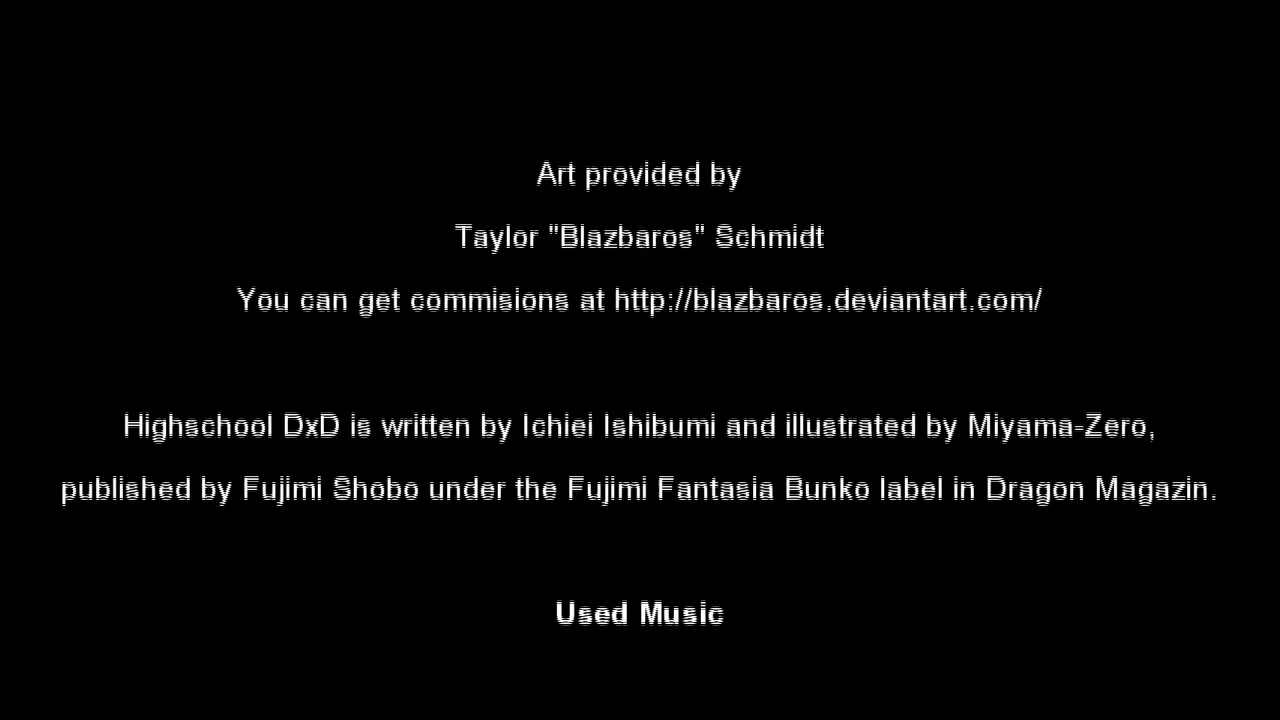 Art provided by
Taylor "Blazbaros" Schmidt
You can get commisions at http://blazbaros.deviantart.com/
Highschool DxD is written by Ichiei Ishibumi and illustrated by Miyama-Zero,
published by Fujimi Shobo under the Fujimi Fantasia Bunko label in Dragon Magazin.
Used Music